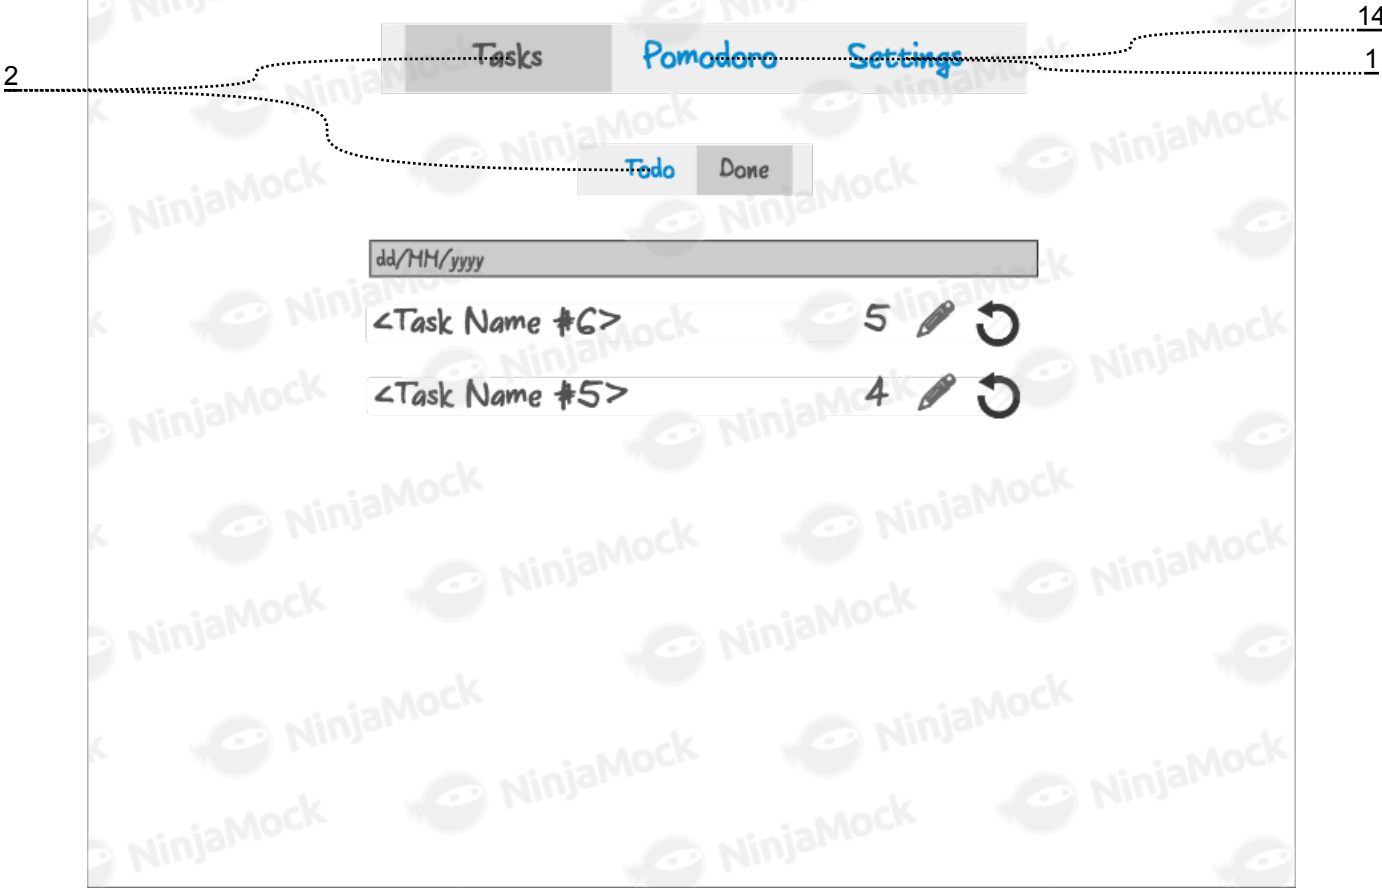 14
Tasks Pomodoro Settings
1
2
Todo Done
dd/MM/yyyy
<Task Name #6> 5
<Task Name #5> 4
NinjaMock